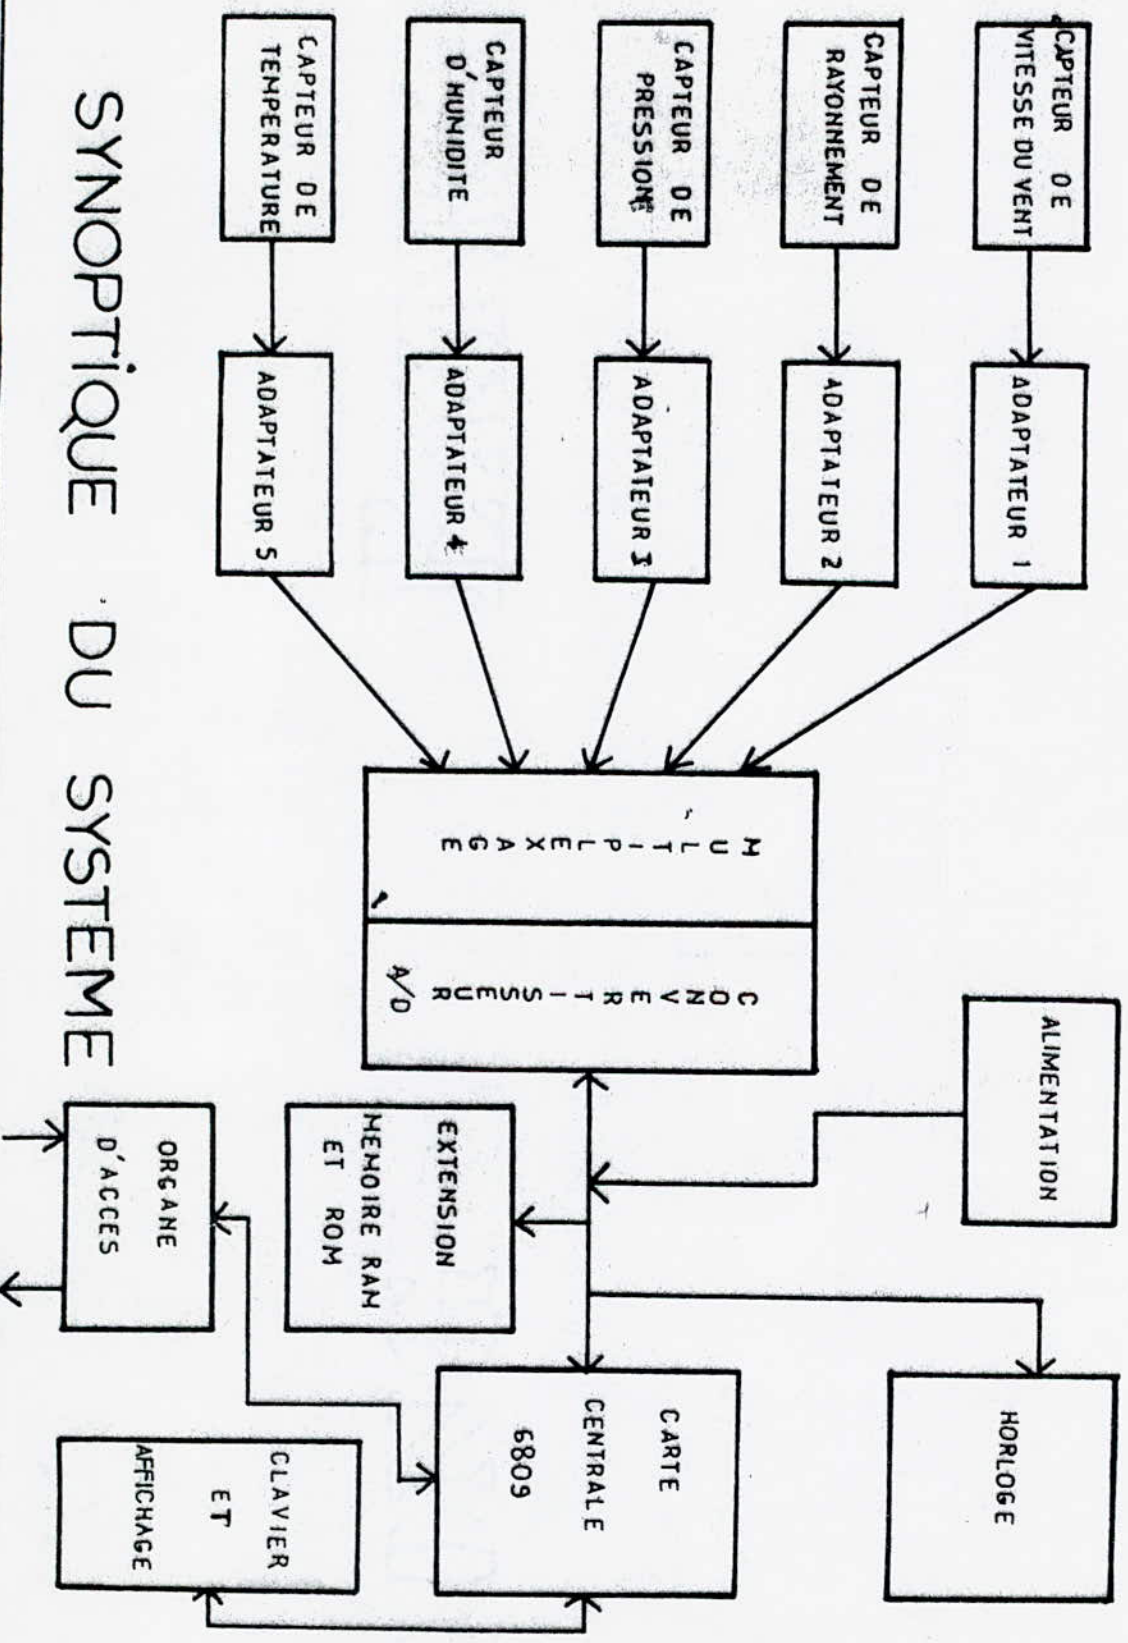 CAPTEUR DE
VITESSE DU VENT
ADAPTATEUR 1
CAPTEUR DE
RAYONNEMENT
ADAPTATEUR 2
CAPTEUR DE
PRESSION
ADAPTATEUR 3
CAPTEUR
D'HUMIDITE
ADAPTATEUR 4
CAPTEUR DE
TEMPERATURE
ADAPTATEUR 5
MULTIPLEXAGE
CONVERTISSEUR
A/D
ALIMENTATION
HORLOGE
EXTENSION
MEMOIRE RAM
ET ROM
CARTE
CENTRALE
6809
ORGANE
D'ACCES
CLAVIER
ET
AFFICHAGE
SYNOPTIQUE DU SYSTEME